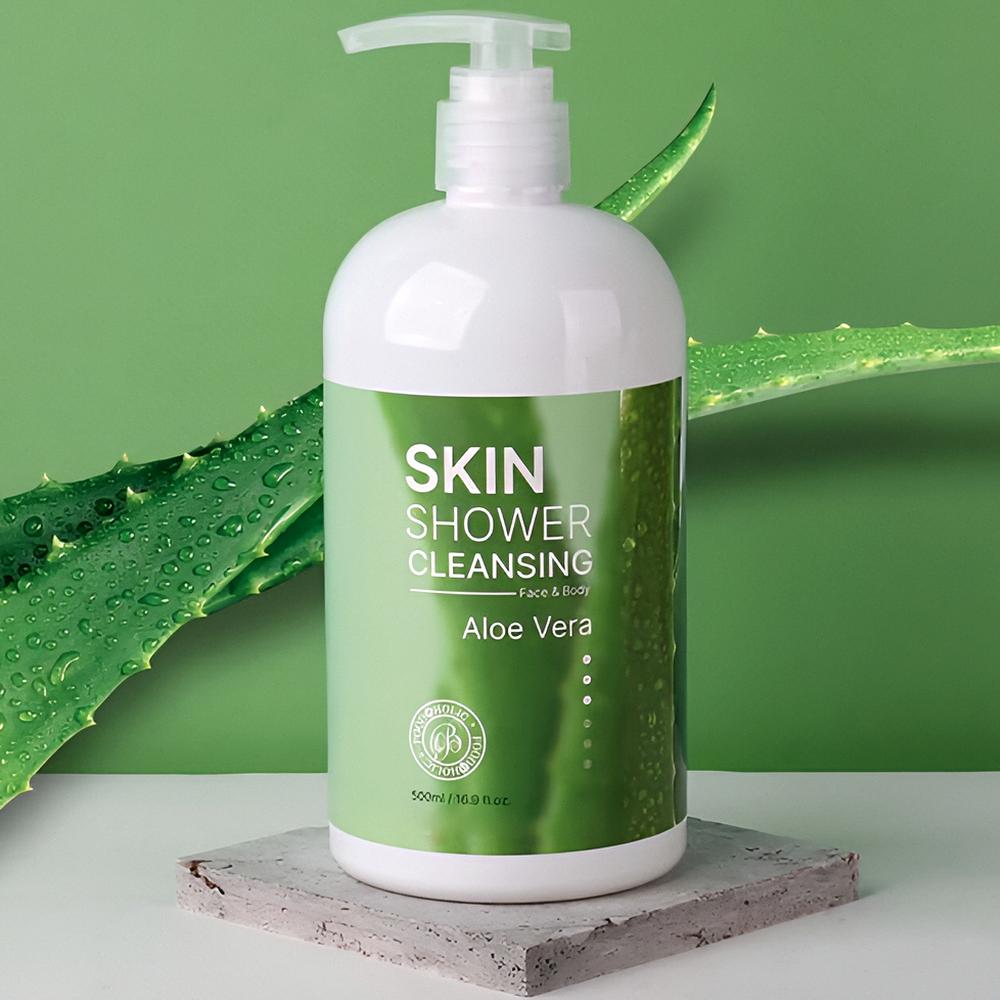 SKIN
SHOWER
CLEANSING
Face & Body
Aloe Vera
500ml / 16.9 fl.oz.